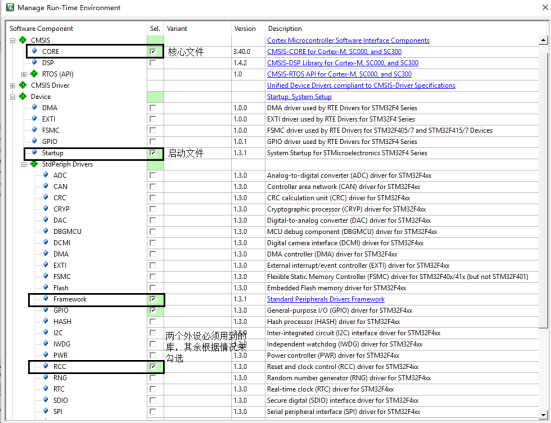 Manage Run-Time Environment
Software Component Sel. Variant Version Description
CMSIS Cortex Microcontroller Software Interface Components
CORE 核心文件 3.40.0 CMSIS-CORE for Cortex-M, SC000, and SC300
DSP 1.4.2 CMSIS-DSP Library for Cortex-M, SC000, and SC300
RTOS (API) 1.0 CMSIS-RTOS API for Cortex-M, SC000, and SC300
CMSIS Driver Unified Device Drivers compliant to CMSIS-Driver Specifications
Device Startup, System Setup
DMA 1.0.0 DMA driver used by RTE Drivers for STM32F4 Series
EXTI 1.0.0 EXTI driver used by RTE Drivers for STM32F4 Series
FSMC 1.0.0 FSMC driver used by RTE Drivers for STM32F405/7 and STM32F415/7 Devices
GPIO 1.0.1 GPIO driver used by RTE Drivers for STM32F4 Series
Startup 启动文件 1.3.1 System Startup for STMicroelectronics STM32F4 Series
StdPeriph Drivers
ADC 1.3.0 Analog-to-digital converter (ADC) driver for STM32F4xx
CAN 1.3.0 Controller area network (CAN) driver for STM32F4xx
CRC 1.3.0 CRC calculation unit (CRC) driver for STM32F4xx
CRYP 1.3.0 Cryptographic processor (CRYP) driver for STM32F4xx
DAC 1.3.0 Digital-to-analog converter (DAC) driver for STM32F4xx
DBGMCU 1.3.0 MCU debug component (DBGMCU) driver for STM32F4xx
DCMI 1.3.0 Digital camera interface (DCMI) driver for STM32F4xx
DMA 1.3.0 DMA controller (DMA) driver for STM32F4xx
EXTI 1.3.0 External interrupt/event controller (EXTI) driver for STM32F4xx
FSMC 1.3.0 Flexible Static Memory Controller (FSMC) driver for STM32F40x/41x (but not STM32F401)
Flash 1.3.0 Embedded Flash memory driver for STM32F4xx
Framework 1.3.1 Standard Peripherals Drivers Framework
GPIO 1.3.0 General-purpose I/O (GPIO) driver for STM32F4xx
HASH 1.3.0 Hash processor (HASH) driver for STM32F4xx
I2C 两个外设必须用到的 Inter-integrated circuit (I2C) interface driver for STM32F4xx
IWDG 库，其余根据情况来 Independent watchdog (IWDG) driver for STM32F4xx
PWR 勾选 1.3.0 Power controller (PWR) driver for STM32F4xx
RCC 1.3.0 Reset and clock control (RCC) driver for STM32F4xx
RNG 1.3.0 Random number generator (RNG) driver for STM32F4xx
RTC 1.3.0 Real-time clock (RTC) driver for STM32F4xx
SDIO 1.3.0 Secure digital (SDIO) interface driver for STM32F4xx
SPI 1.3.0 Serial peripheral interface (SPI) driver for STM32F4xx